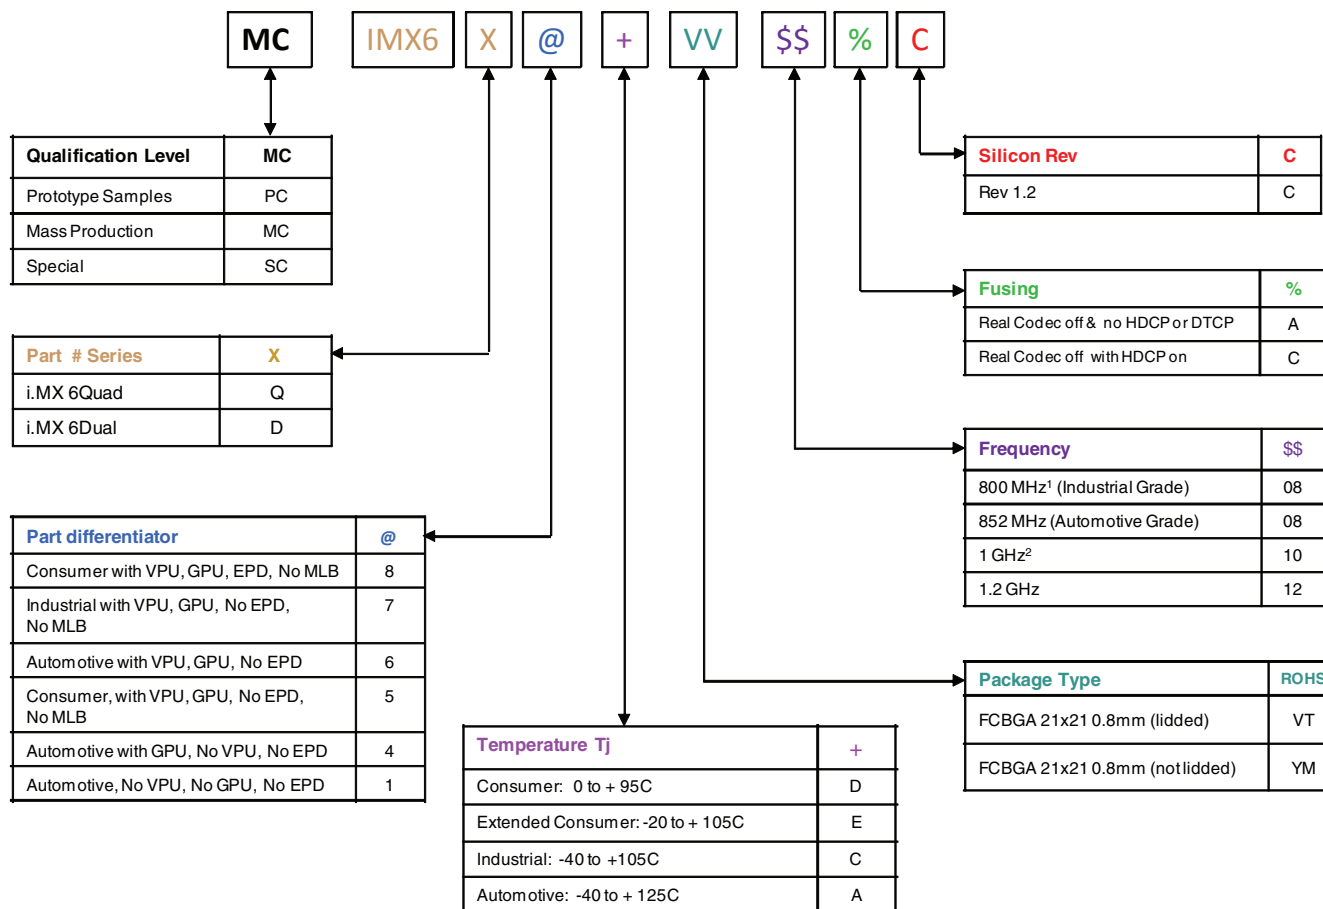 MC IMX6 X @ + VV $$ % C
Qualification Level MC
Prototype Samples PC
Mass Production MC
Special SC
Part # Series X
i.MX 6Quad Q
i.MX 6Dual D
Part differentiator @
Consumer with VPU, GPU, EPD, No MLB 8
Industrial with VPU, GPU, No EPD, 7
No MLB
Automotive with VPU, GPU, No EPD 6
Consumer, with VPU, GPU, No EPD, 5
No MLB
Automotive with GPU, No VPU, No EPD 4
Automotive, No VPU, No GPU, No EPD 1
Temperature Tj +
Consumer: 0 to + 95C D
Extended Consumer: -20 to + 105C E
Industrial: -40 to +105C C
Automotive: -40 to + 125C A
Silicon Rev C
Rev 1.2 C
Fusing %
Real Codec off & no HDCP or DTCP A
Real Codec off with HDCP on C
Frequency $$
800 MHz¹ (Industrial Grade) 08
852 MHz (Automotive Grade) 08
1 GHz² 10
1.2 GHz 12
Package Type ROHS
FCBGA 21x21 0.8mm (lidded) VT
FCBGA 21x21 0.8mm (not lidded) YM